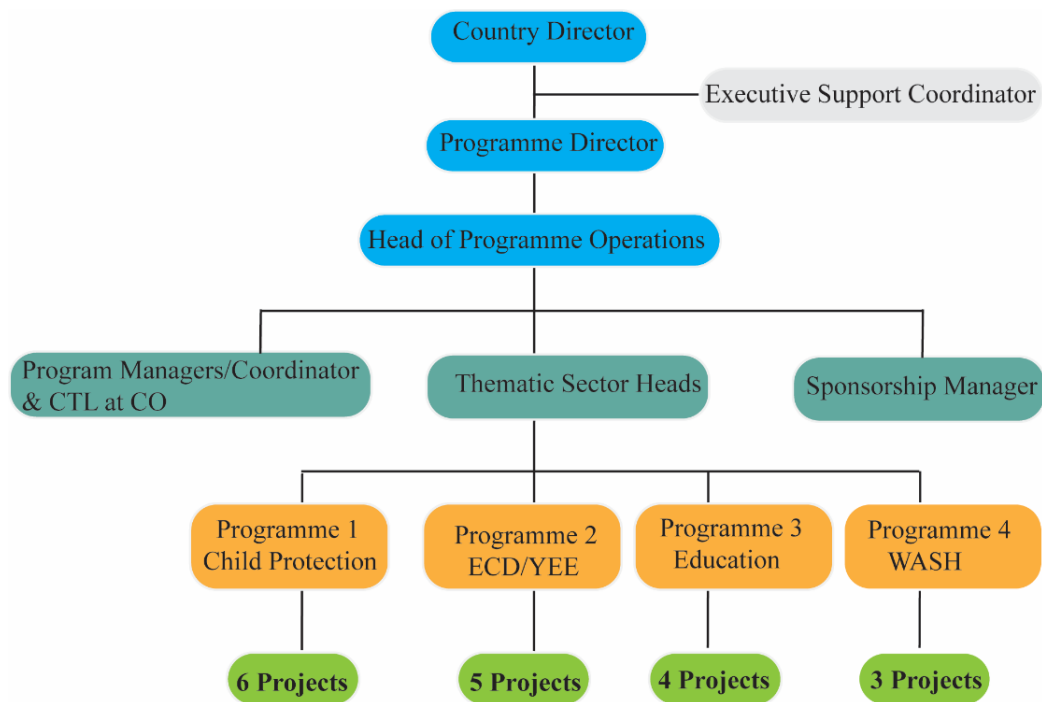 Country Director
Executive Support Coordinator
Programme Director
Head of Programme Operations
Program Managers/Coordinator
& CTL at CO
Thematic Sector Heads
Sponsorship Manager
Programme 1
Child Protection
Programme 2
ECD/YEE
Programme 3
Education
Programme 4
WASH
6 Projects
5 Projects
4 Projects
3 Projects